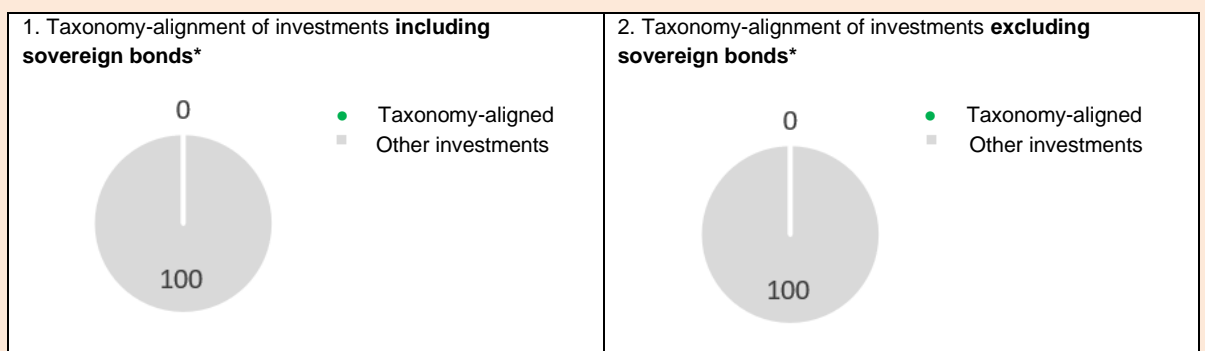 1. Taxonomy-alignment of investments including
sovereign bonds*
0
Taxonomy-aligned
Other investments
100
2. Taxonomy-alignment of investments excluding
sovereign bonds*
0
Taxonomy-aligned
Other investments
100